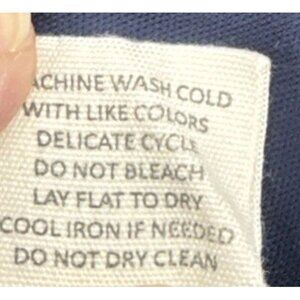 ACHINE WASH COLD
WITH LIKE COLORS
DELICATE CYCLE
DO NOT BLEACH
LAY FLAT TO DRY
COOL IRON IF NEEDED
DO NOT DRY CLEAN